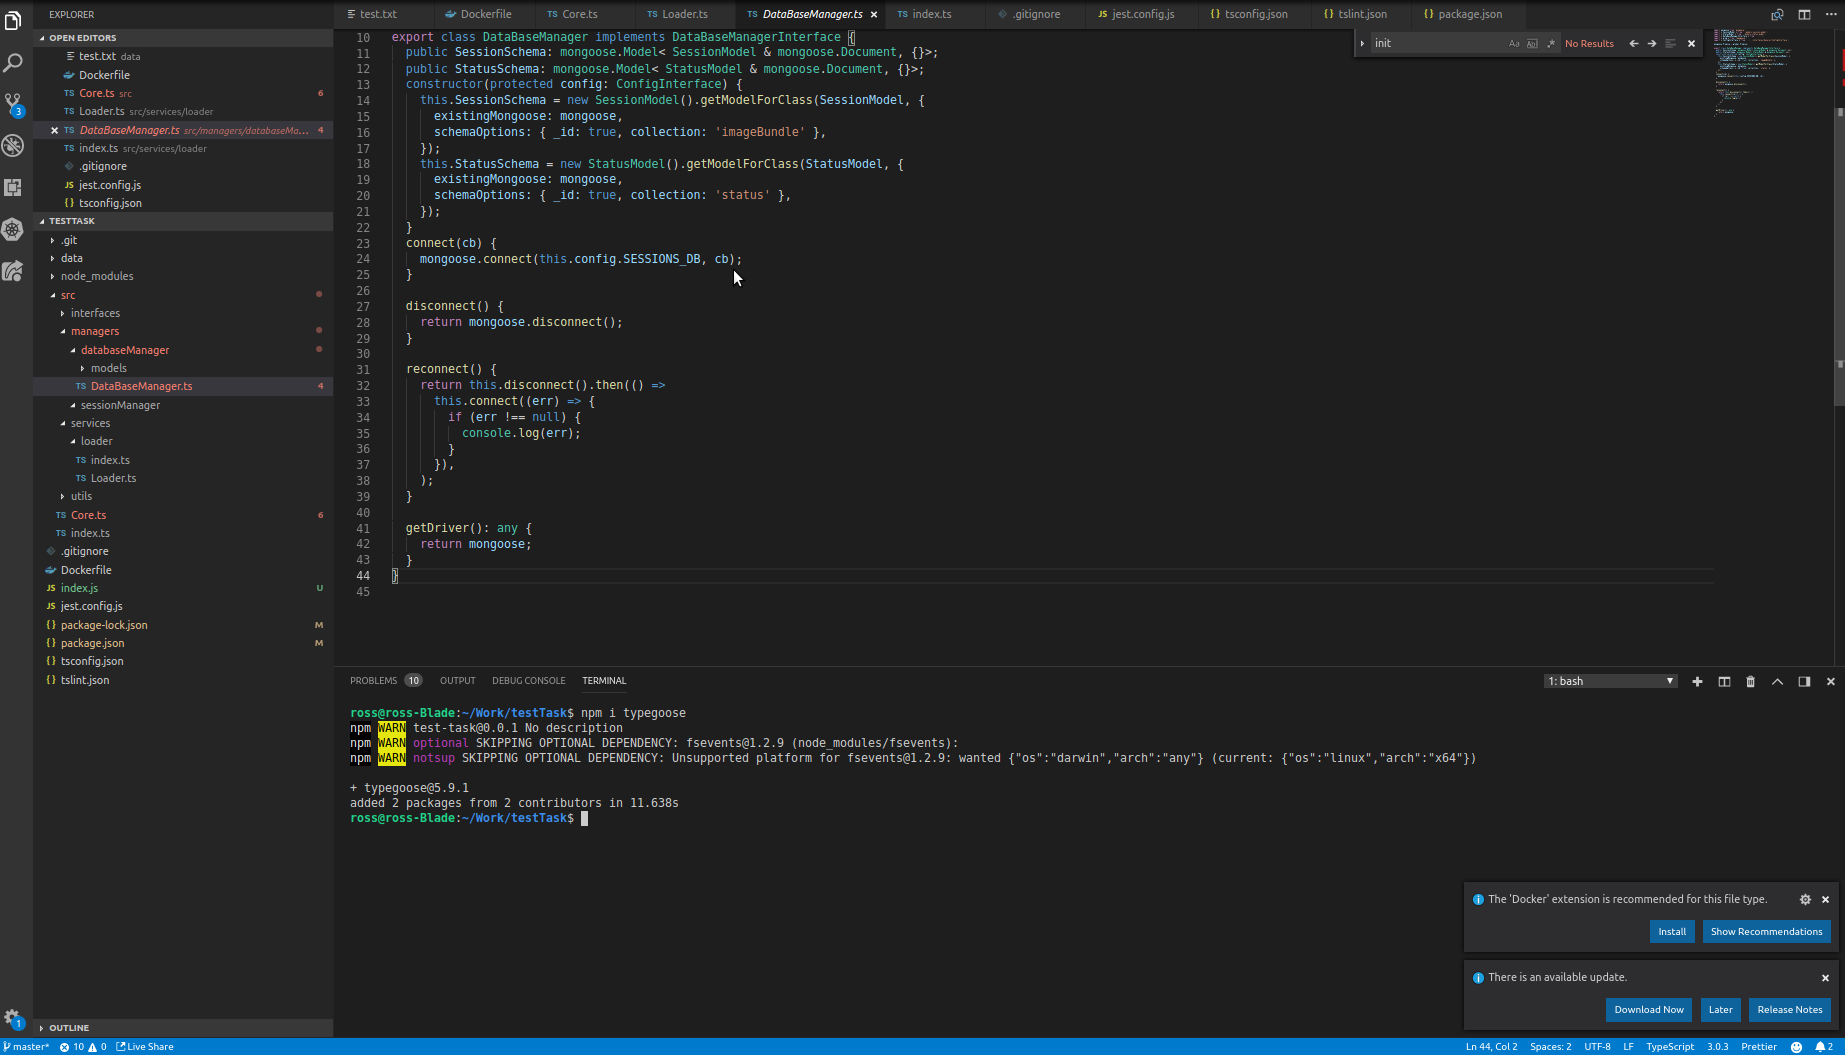 EXPLORER
OPEN EDITORS
test.txt data
Dockerfile
TS Core.ts src 6
TS Loader.ts src/services/loader
TS DataBaseManager.ts src/managers/databaseMa... 4
TS index.ts src/services/loader
.gitignore
JS jest.config.js
{} tsconfig.json
TESTTASK
.git
data
node_modules
src
interfaces
managers
databaseManager
models
TS DataBaseManager.ts 4
sessionManager
services
loader
TS index.ts
TS Loader.ts
utils
TS Core.ts 6
TS index.ts
.gitignore
Dockerfile
JS index.js U
JS jest.config.js
{} package-lock.json M
{} package.json M
{} tsconfig.json
{} tslint.json
OUTLINE
3
1
test.txt Dockerfile TS Core.ts TS Loader.ts TS DataBaseManager.ts TS index.ts .gitignore JS jest.config.js {} tsconfig.json {} tslint.json {} package.json
init Aa Abl .* No Results
10 export class DataBaseManager implements DataBaseManagerInterface {
11 public SessionSchema: mongoose.Model< SessionModel & mongoose.Document, {}>;
12 public StatusSchema: mongoose.Model< StatusModel & mongoose.Document, {}>;
13 constructor(protected config: ConfigInterface) {
14 this.SessionSchema = new SessionModel().getModelForClass(SessionModel, {
15 existingMongoose: mongoose,
16 schemaOptions: { _id: true, collection: 'imageBundle' },
17 });
18 this.StatusSchema = new StatusModel().getModelForClass(StatusModel, {
19 existingMongoose: mongoose,
20 schemaOptions: { _id: true, collection: 'status' },
21 });
22 }
23 connect(cb) {
24 mongoose.connect(this.config.SESSIONS_DB, cb);
25 }
26
27 disconnect() {
28 return mongoose.disconnect();
29 }
30
31 reconnect() {
32 return this.disconnect().then(() =>
33 this.connect((err) => {
34 if (err !== null) {
35 console.log(err);
36 }
37 }),
38 );
39 }
40
41 getDriver(): any {
42 return mongoose;
43 }
44 }
45
PROBLEMS 10 OUTPUT DEBUG CONSOLE TERMINAL 1: bash
ross@ross-Blade:~/Work/testTask$ npm i typegoose
npm WARN test-task@0.0.1 No description
npm WARN optional SKIPPING OPTIONAL DEPENDENCY: fsevents@1.2.9 (node_modules/fsevents):
npm WARN notsup SKIPPING OPTIONAL DEPENDENCY: Unsupported platform for fsevents@1.2.9: wanted {"os":"darwin","arch":"any"} (current: {"os":"linux","arch":"x64"})
+ typegoose@5.9.1
added 2 packages from 2 contributors in 11.638s
ross@ross-Blade:~/Work/testTask$
The 'Docker' extension is recommended for this file type.
Install Show Recommendations
There is an available update.
Download Now Later Release Notes
master* 10 0 Live Share Ln 44, Col 2 Spaces: 2 UTF-8 LF TypeScript 3.0.3 Prettier 2